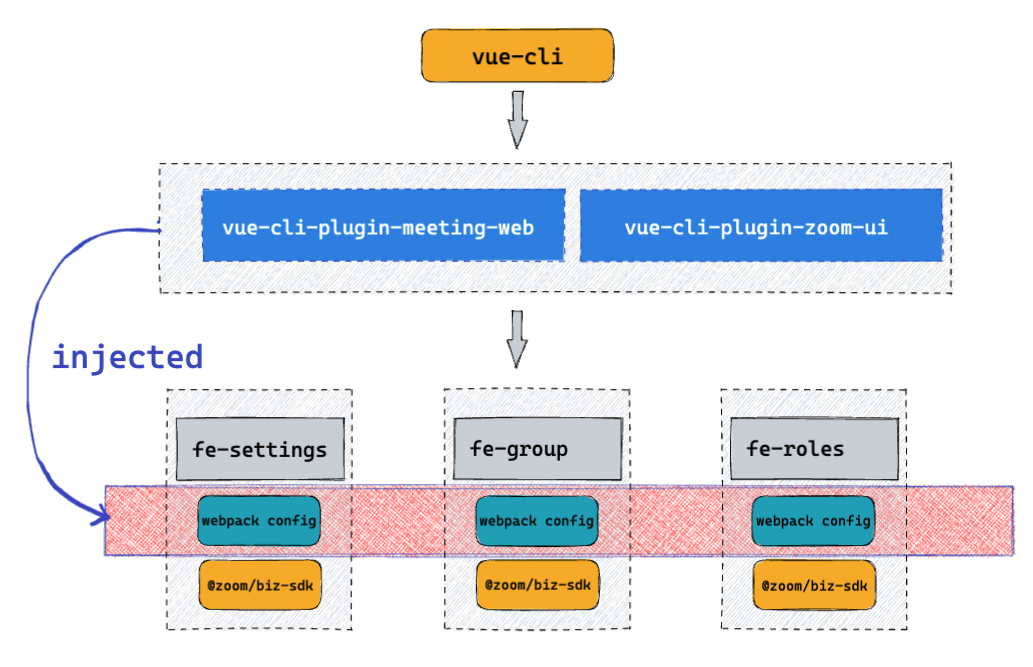 vue-cli
vue-cli-plugin-meeting-web
vue-cli-plugin-zoom-ui
injected
fe-settings
fe-group
fe-roles
webpack config
webpack config
webpack config
@zoom/biz-sdk
@zoom/biz-sdk
@zoom/biz-sdk